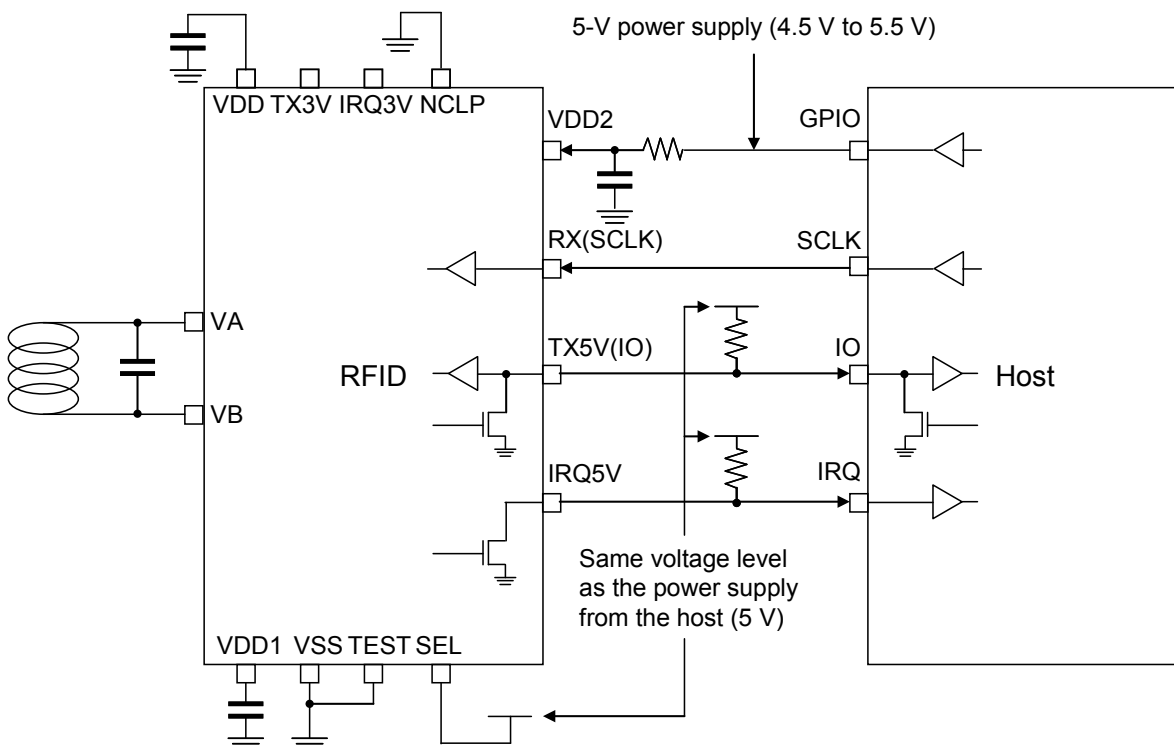 5-V power supply (4.5 V to 5.5 V)
VDD TX3V IRQ3V NCLP
VDD2
GPIO
RX(SCLK)
SCLK
VA
TX5V(IO)
IO
RFID
Host
VB
IRQ5V
IRQ
Same voltage level
as the power supply
from the host (5 V)
VDD1 VSS TEST SEL